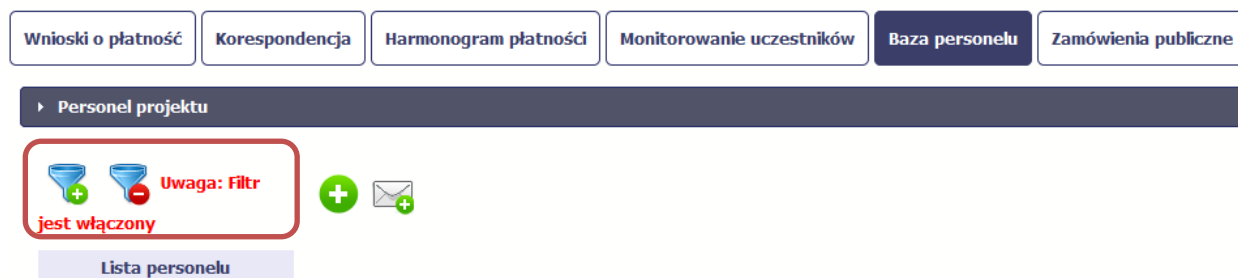 Wnioski o płatność Korespondencja Harmonogram płatności Monitorowanie uczestników Baza personelu Zamówienia publiczne
Personel projektu
Uwaga: Filtr
jest włączony
Lista personelu